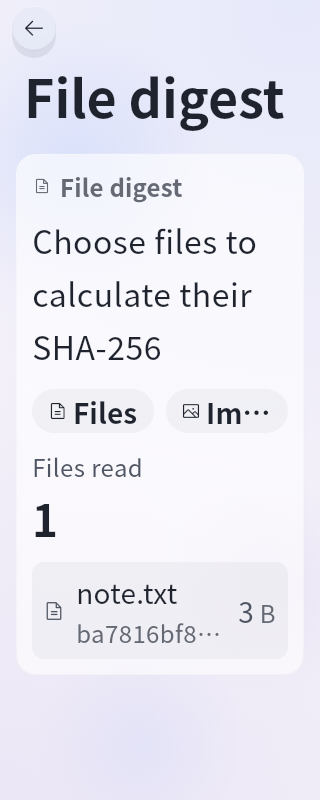 File digest
File digest
Choose files to
calculate their
SHA-256
Files
Im···
Files read
1
note.txt
ba7816bf8···
3 B